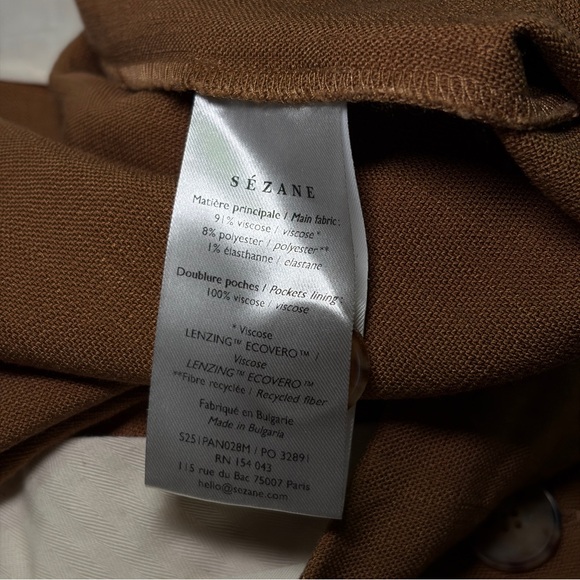 SÉZANE
Matière principale / Main fabric:
91% viscose / viscose*
8% polyester / polyester**
1% élasthanne / elastane
Doublure poches / Pockets lining:
100% viscose / viscose
* Viscose
LENZING™ ECOVERO™ /
Viscose
LENZING™ ECOVERO™
**Fibre recyclée / Recycled fiber
Fabriqué en Bulgarie
Made in Bulgaria
S251PAN028M / PO 32891
RN 154 043
115 rue du Bac 75007 Paris
hello@sezane.com